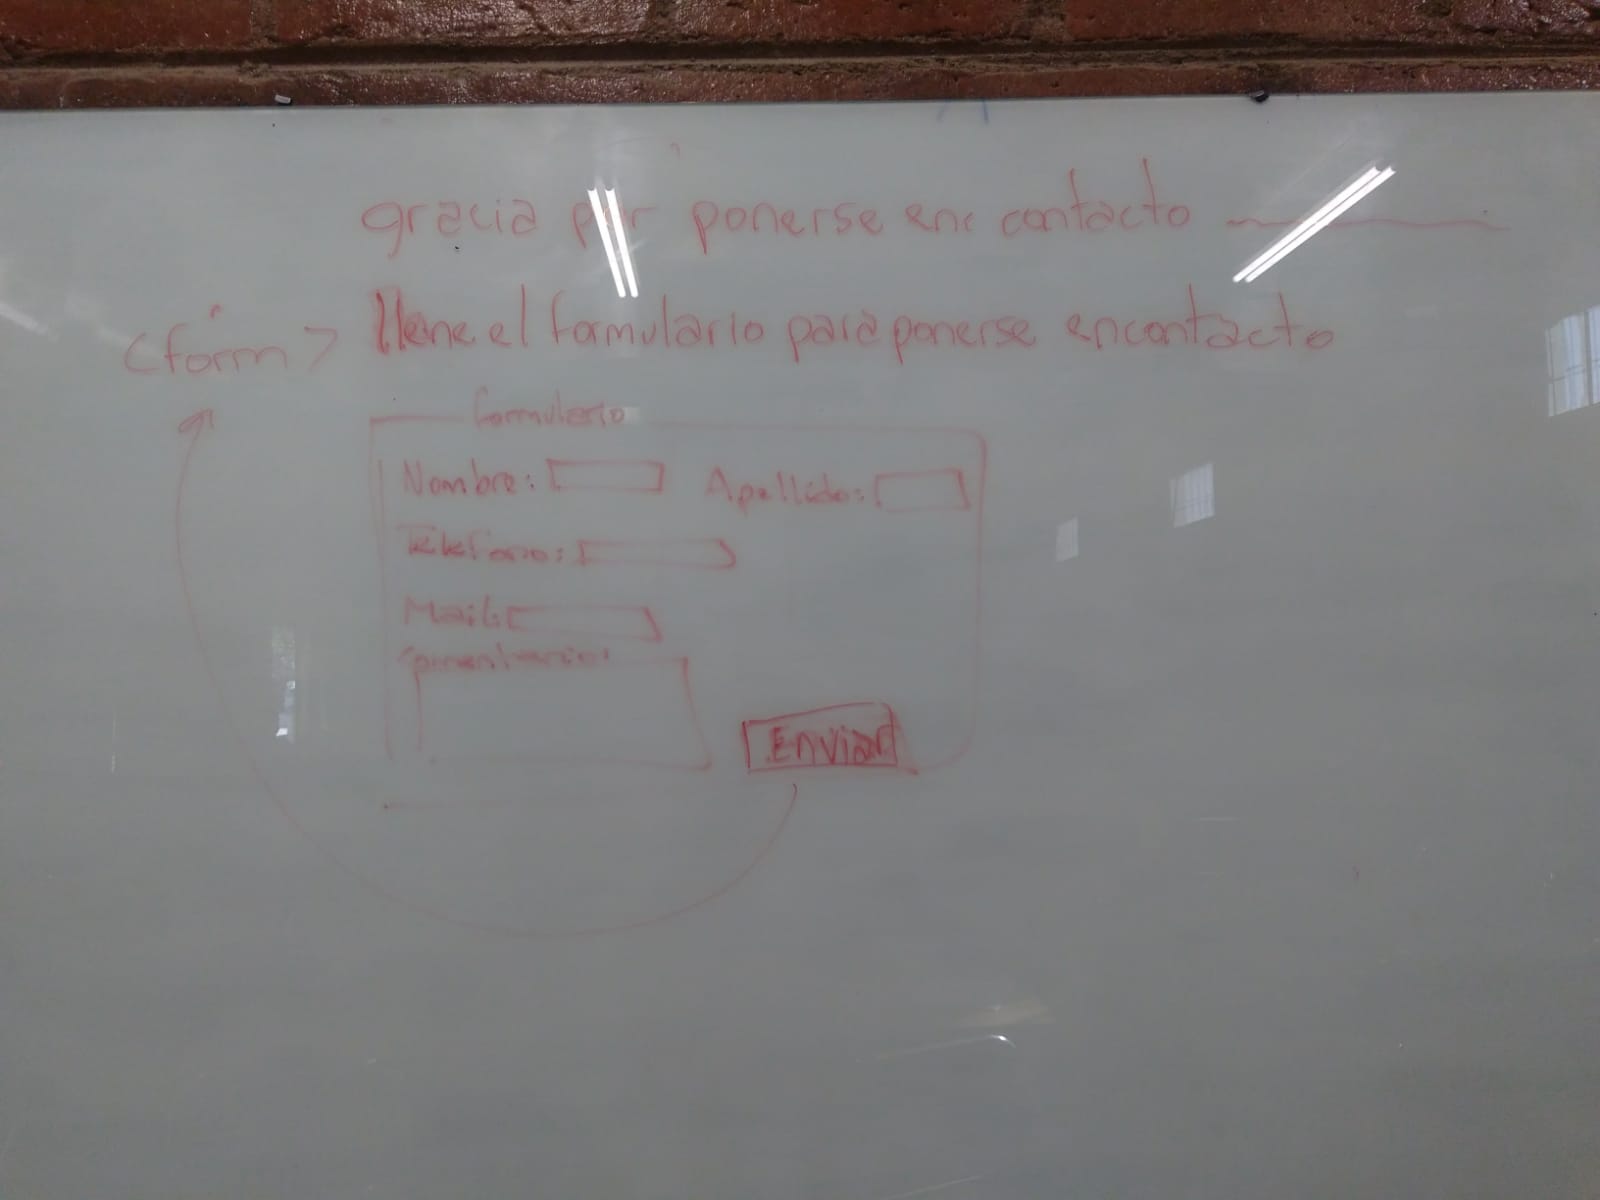 gracia por ponerse enc contacto
<form> llene el formulario para ponerse encontacto
formulario
Nombre: Apellido:
Telefono:
Mail:
Comentario:
Enviar